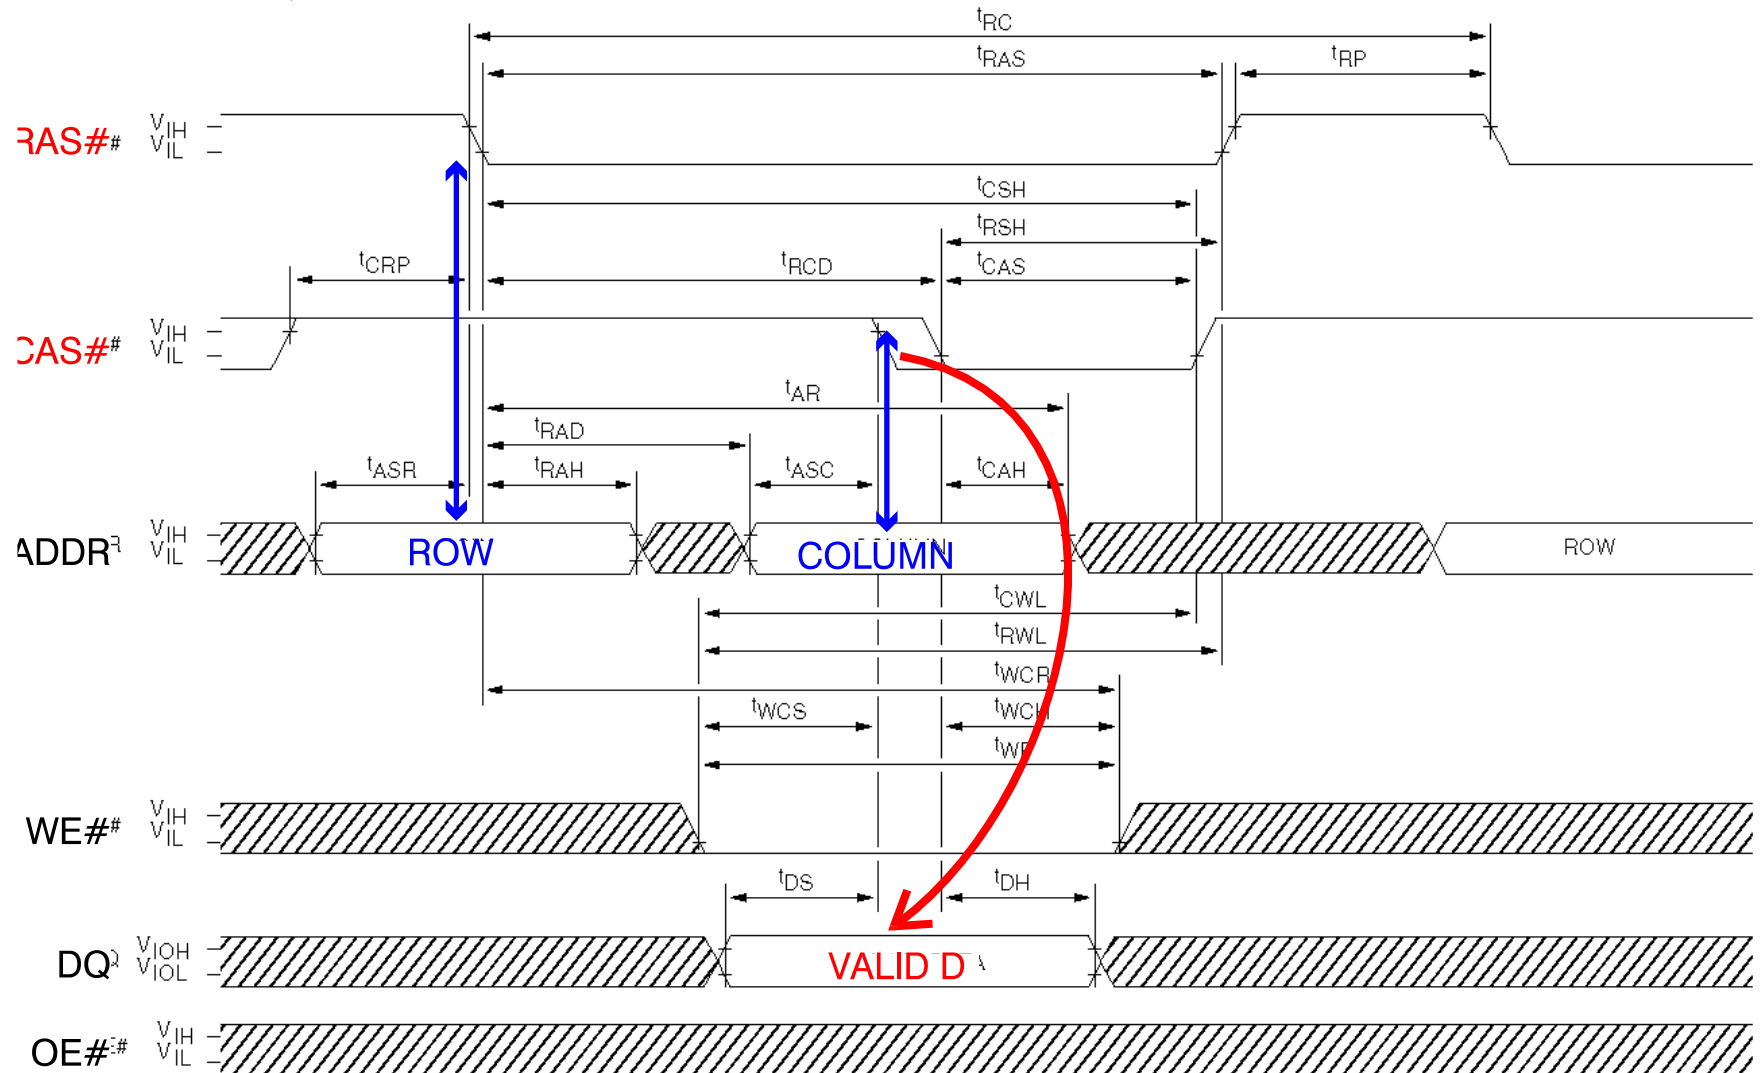 tRC
tRAS
tRP
RAS##
VIH
VIL
tCSH
tRSH
tCRP
tRCD
tCAS
CAS##
VIH
VIL
tAR
tRAD
tASR
tRAH
tASC
tCAH
ADDR
VIH
VIL
ROW
COLUMN
ROW
tCWL
tRWL
tWCR
tWCS
tWCH
WE##
VIH
VIL
tDS
tDH
DQ
VIOH
VIOL
VALID D
OE##
VIH
VIL